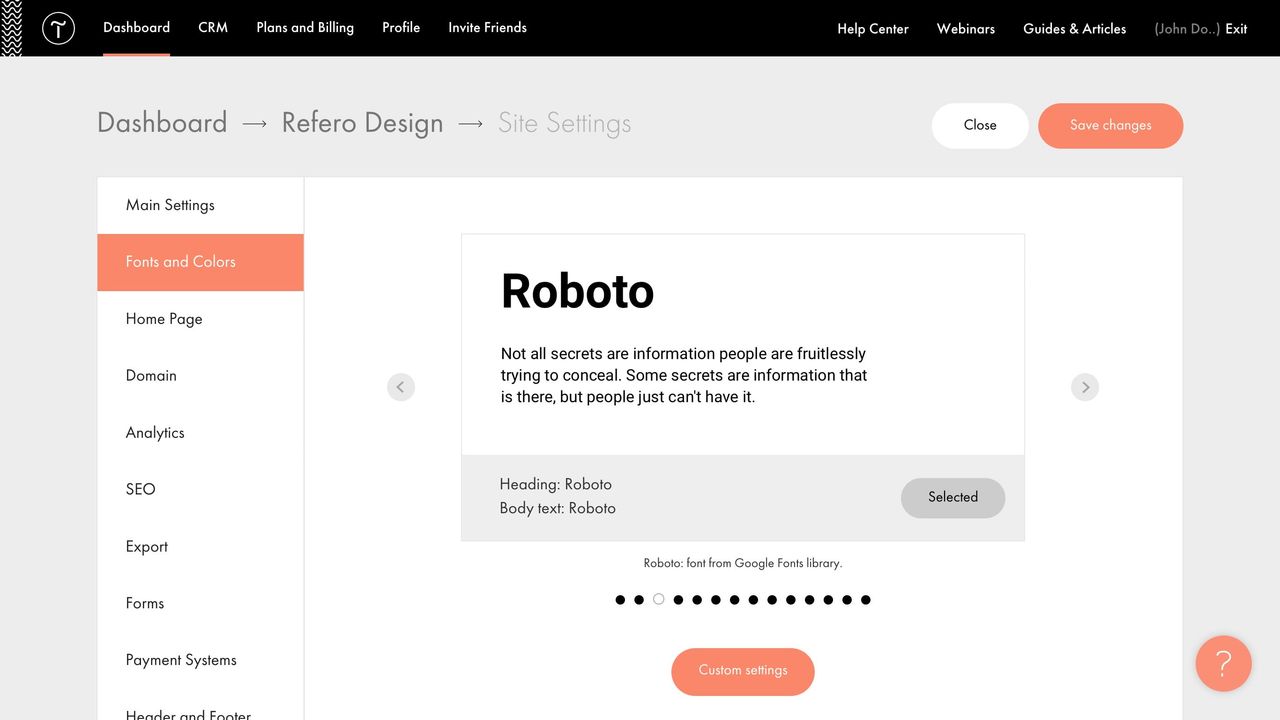 Dashboard CRM Plans and Billing Profile Invite Friends Help Center Webinars Guides & Articles (John Do..) Exit
Dashboard → Refero Design → Site Settings
Close
Save changes
Main Settings
Fonts and Colors
Home Page
Domain
Analytics
SEO
Export
Forms
Payment Systems
Header and Footer
Roboto
Not all secrets are information people are fruitlessly
trying to conceal. Some secrets are information that
is there, but people just can't have it.
Heading: Roboto
Body text: Roboto
Selected
Roboto: font from Google Fonts library.
Custom settings
?